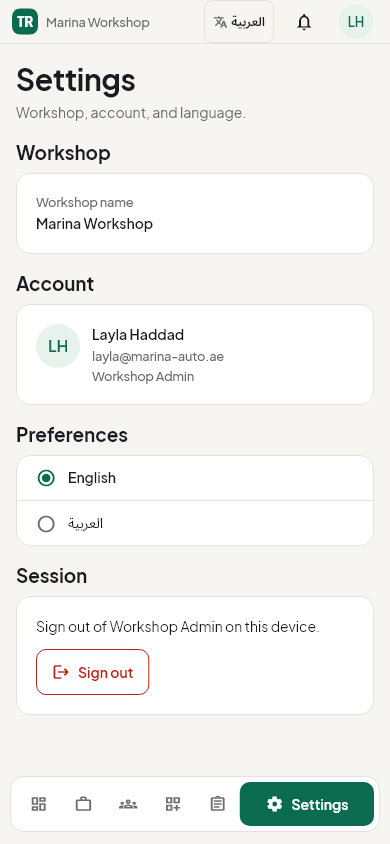 TR
Marina Workshop
العربية
LH
Settings
Workshop, account, and language.
Workshop
Workshop name
Marina Workshop
Account
LH
Layla Haddad
layla@marina-auto.ae
Workshop Admin
Preferences
English
العربية
Session
Sign out of Workshop Admin on this device.
Sign out
Settings